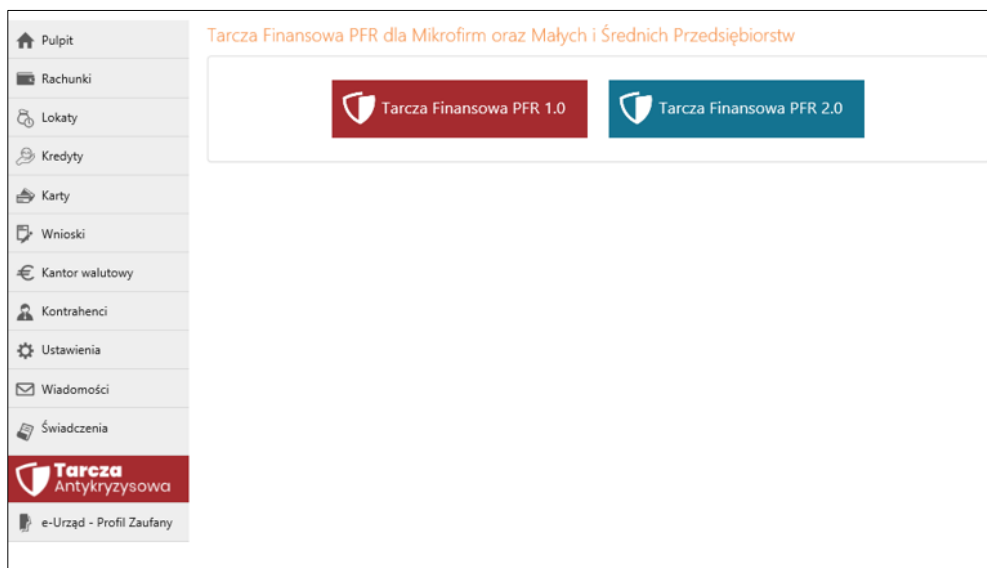 Pulpit
Rachunki
Lokaty
Kredyty
Karty
Wnioski
Kantor walutowy
Kontrahenci
Ustawienia
Wiadomości
Świadczenia
Tarcza
Antykryzysowa
e-Urząd - Profil Zaufany
Tarcza Finansowa PFR dla Mikrofirm oraz Małych i Średnich Przedsiębiorstw
Tarcza Finansowa PFR 1.0
Tarcza Finansowa PFR 2.0